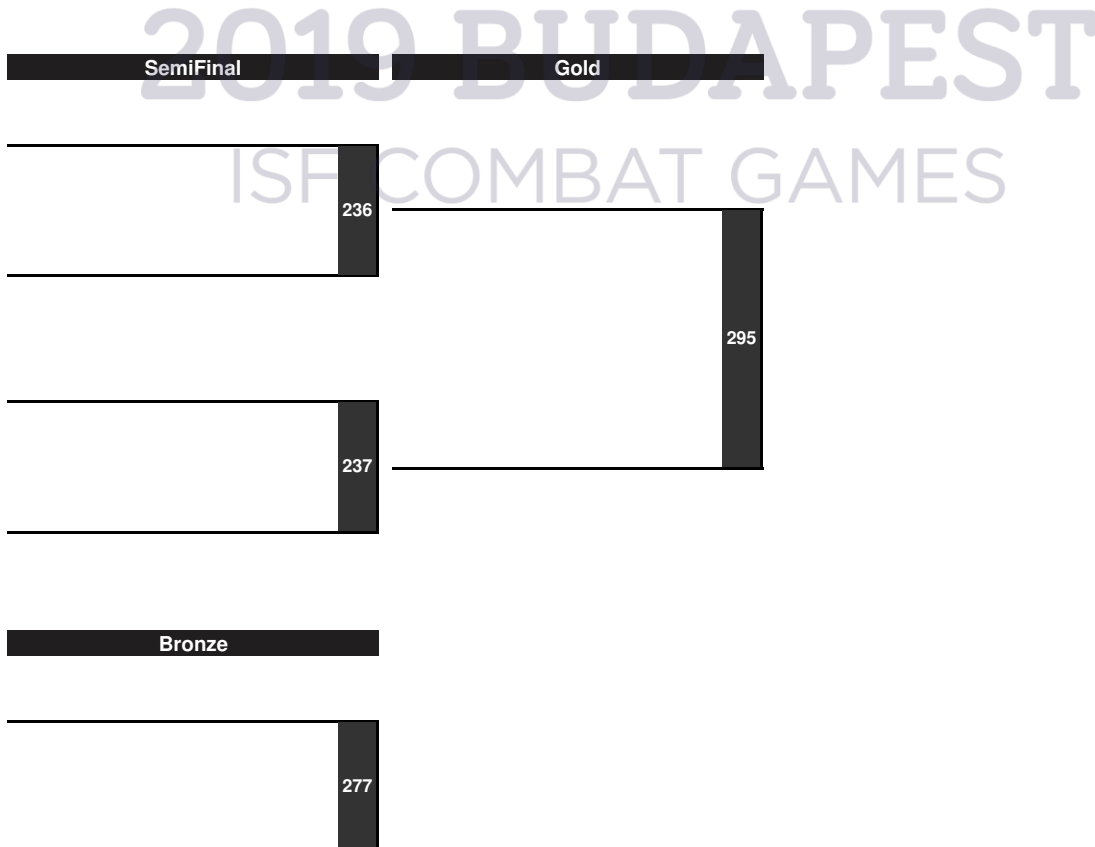 2019 BUDAPEST
SemiFinal Gold
ISF COMBAT GAMES
236
295
237
Bronze
277